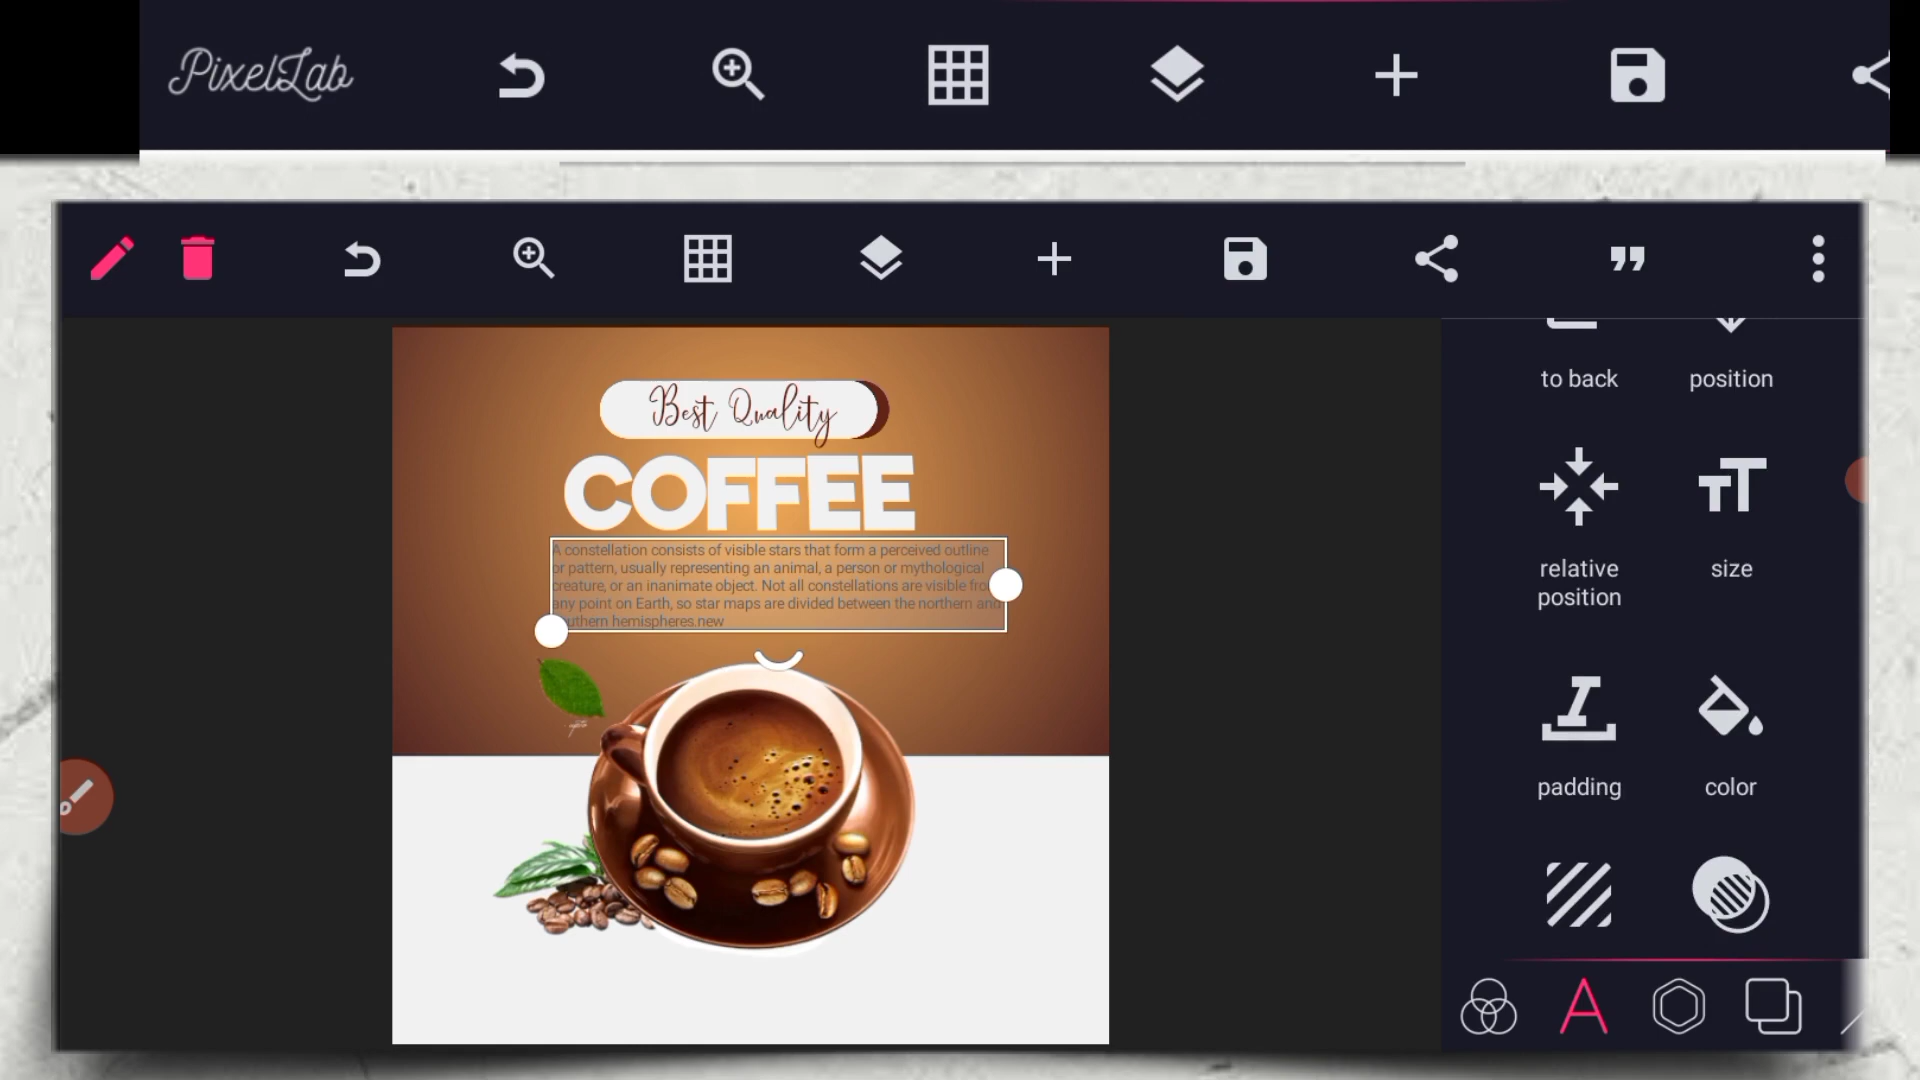 PixelLab
to back
position
Best Quality
COFFEE
A constellation consists of visible stars that form a perceived outline
or pattern, usually representing an animal, a person or mythological
creature, or an inanimate object. Not all constellations are visible
any point on Earth, so star maps are divided between the northern and
hemispheres.new
relative
position
size
padding
color